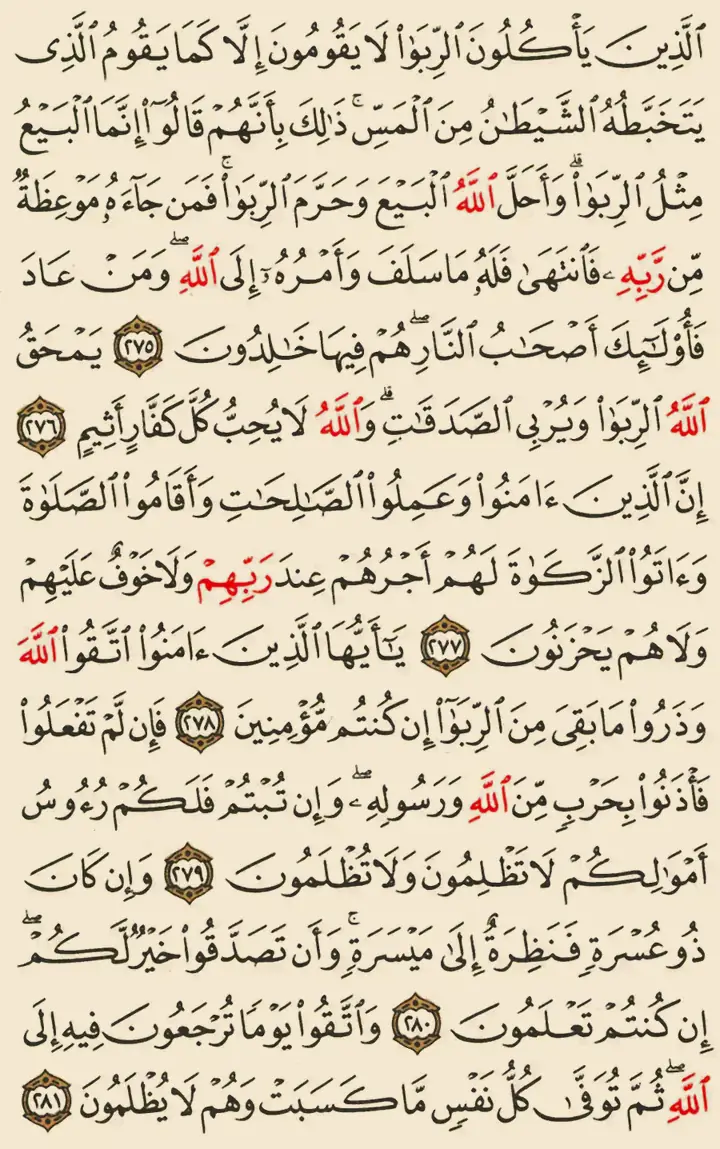 ٱلَّذِينَ يَأۡكُلُونَ ٱلرِّبَوٰاْ لَا يَقُومُونَ إِلَّا كَمَا يَقُومُ ٱلَّذِى
يَتَخَبَّطُهُ ٱلشَّيۡطَٰنُ مِنَ ٱلۡمَسِّۚ ذَٰلِكَ بِأَنَّهُمۡ قَالُوٓاْ إِنَّمَا ٱلۡبَيۡعُ
مِثۡلُ ٱلرِّبَوٰاْۗ وَأَحَلَّ ٱللَّهُ ٱلۡبَيۡعَ وَحَرَّمَ ٱلرِّبَوٰاْۚ فَمَن جَآءَهُۥ مَوۡعِظَةٞ
مِّن رَّبِّهِۦ فَٱنتَهَىٰ فَلَهُۥ مَا سَلَفَ وَأَمۡرُهُۥٓ إِلَى ٱللَّهِۖ وَمَنۡ عَادَ
فَأُوْلَٰٓئِكَ أَصۡحَٰبُ ٱلنَّارِۖ هُمۡ فِيهَا خَٰلِدُونَ ٢٧٥ يَمۡحَقُ
ٱللَّهُ ٱلرِّبَوٰاْ وَيُرۡبِى ٱلصَّدَقَٰتِۗ وَٱللَّهُ لَا يُحِبُّ كُلَّ كَفَّارٍ أَثِيمٍ ٢٧٦
إِنَّ ٱلَّذِينَ ءَامَنُواْ وَعَمِلُواْ ٱلصَّٰلِحَٰتِ وَأَقَامُواْ ٱلصَّلَوٰةَ
وَءَاتَوُاْ ٱلزَّكَوٰةَ لَهُمۡ أَجۡرُهُمۡ عِندَ رَبِّهِمۡ وَلَا خَوۡفٌ عَلَيۡهِمۡ
وَلَا هُمۡ يَحۡزَنُونَ ٢٧٧ يَٰٓأَيُّهَا ٱلَّذِينَ ءَامَنُواْ ٱتَّقُواْ ٱللَّهَ
وَذَرُواْ مَا بَقِىَ مِنَ ٱلرِّبَوٰٓاْ إِن كُنتُم مُّؤۡمِنِينَ ٢٧٨ فَإِن لَّمۡ تَفۡعَلُواْ
فَأۡذَنُواْ بِحَرۡبٖ مِّنَ ٱللَّهِ وَرَسُولِهِۦۖ وَإِن تُبۡتُمۡ فَلَكُمۡ رُءُوسُ
أَمۡوَٰلِكُمۡ لَا تَظۡلِمُونَ وَلَا تُظۡلَمُونَ ٢٧٩ وَإِن كَانَ
ذُو عُسۡرَةٖ فَنَظِرَةٌ إِلَىٰ مَيۡسَرَةٖۚ وَأَن تَصَدَّقُواْ خَيۡرٞ لَّكُمۡۖ
إِن كُنتُمۡ تَعۡلَمُونَ ٢٨٠ وَٱتَّقُواْ يَوۡمٗا تُرۡجَعُونَ فِيهِ إِلَى
ٱللَّهِۖ ثُمَّ تُوَفَّىٰ كُلُّ نَفۡسٖ مَّا كَسَبَتۡ وَهُمۡ لَا يُظۡلَمُونَ ٢٨١